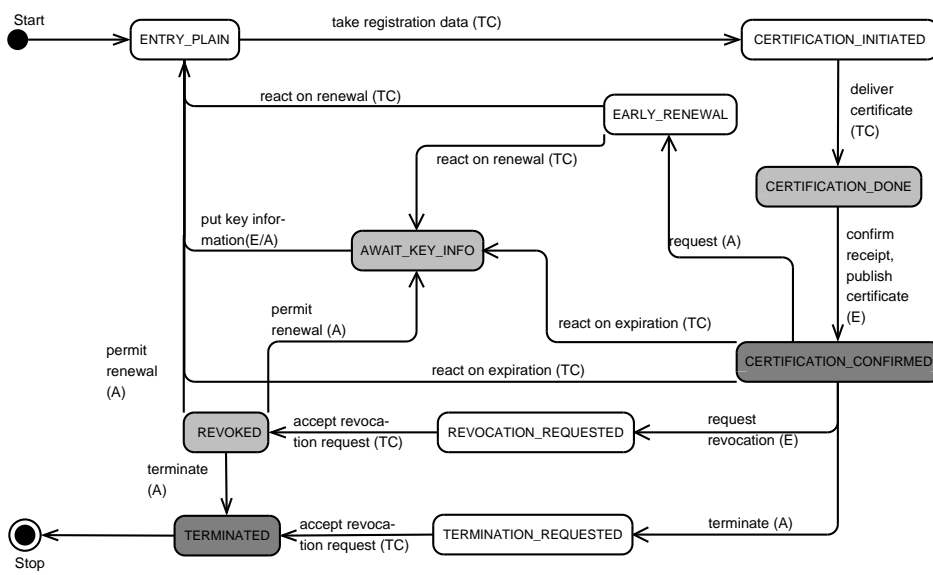 Start
take registration data (TC)
ENTRY_PLAIN
CERTIFICATION_INITIATED
deliver
certificate
(TC)
react on renewal (TC)
EARLY_RENEWAL
react on renewal (TC)
CERTIFICATION_DONE
put key infor-
mation(E/A)
AWAIT_KEY_INFO
request (A)
confirm
receipt,
publish
certificate
(E)
permit
renewal (A)
react on expiration (TC)
permit
renewal
(A)
react on expiration (TC)
CERTIFICATION_CONFIRMED
REVOKED
accept revoca-
tion request (TC)
REVOCATION_REQUESTED
request
revocation (E)
terminate
(A)
TERMINATED
accept revoca-
tion request (TC)
TERMINATION_REQUESTED
terminate (A)
Stop